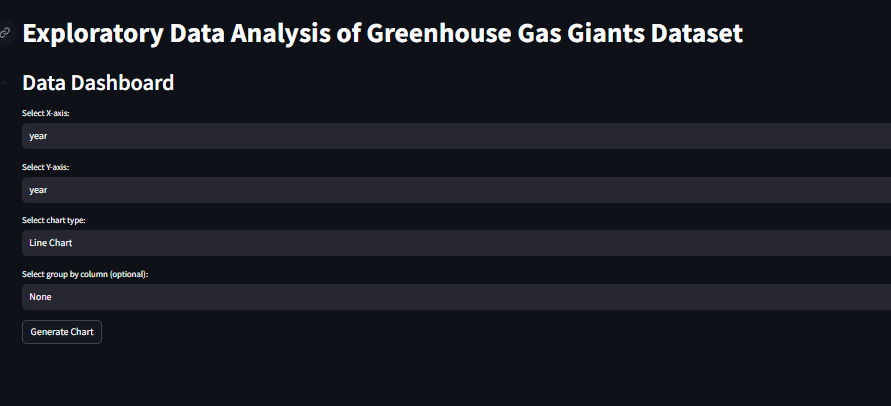 Exploratory Data Analysis of Greenhouse Gas Giants Dataset
Data Dashboard
Select X-axis:
year
Select Y-axis:
year
Select chart type:
Line Chart
Select group by column (optional):
None
Generate Chart